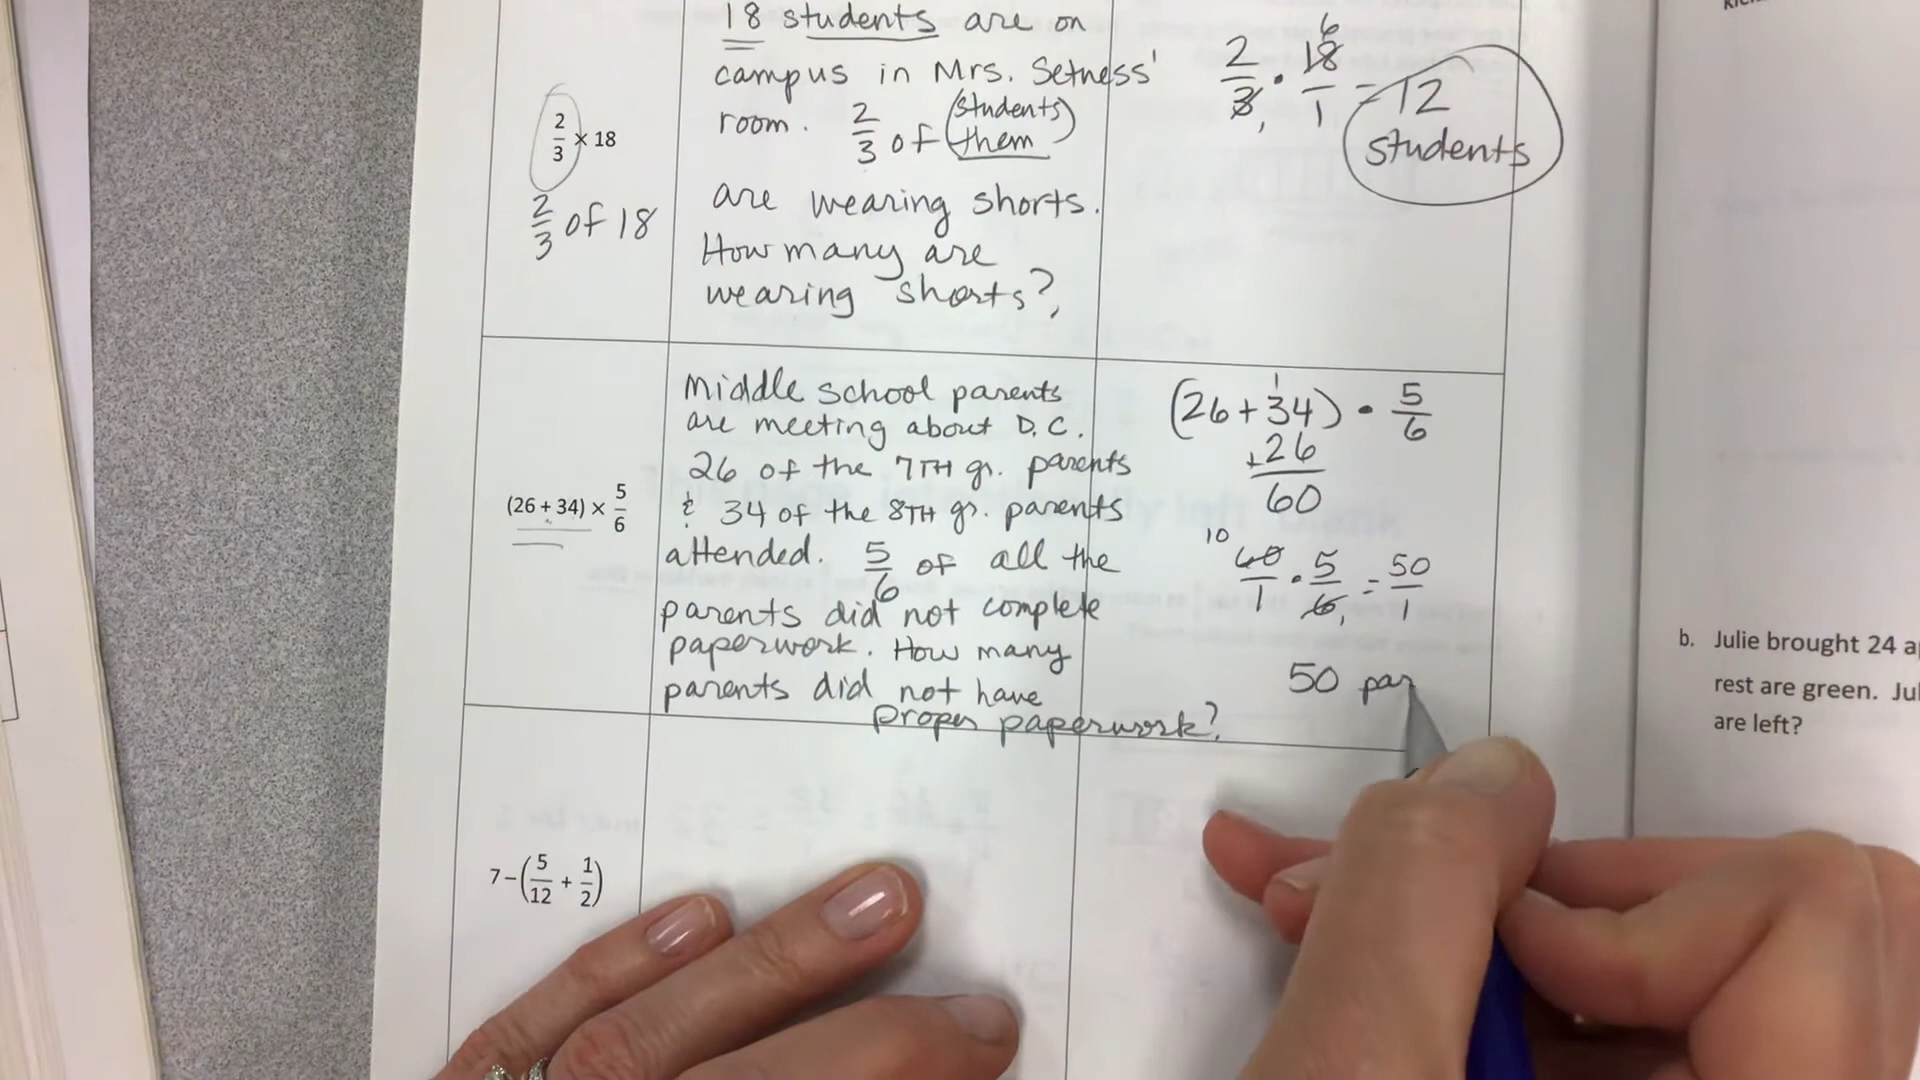 2/3 × 18
2/3 of 18
18 students are on
campus in Mrs. Setness'
room. 2/3 of (students)
them
are wearing shorts.
How many are
wearing shorts?
2/3 · 18/1 = 12
6
1
students
(26 + 34) × 5/6
Middle school parents
are meeting about D.C.
26 of the 7TH gr. parents
& 34 of the 8TH gr. parents
attended. 5/6 of all the
parents did not complete
paperwork. How many
parents did not have
proper paperwork?
1
(26 + 34) · 5/6
+26
60
10
60/1 · 5/6 = 50/1
1
50 par
7 – (5/12 + 1/2)
b. Julie brought 24 a
rest are green. Jul
are left?